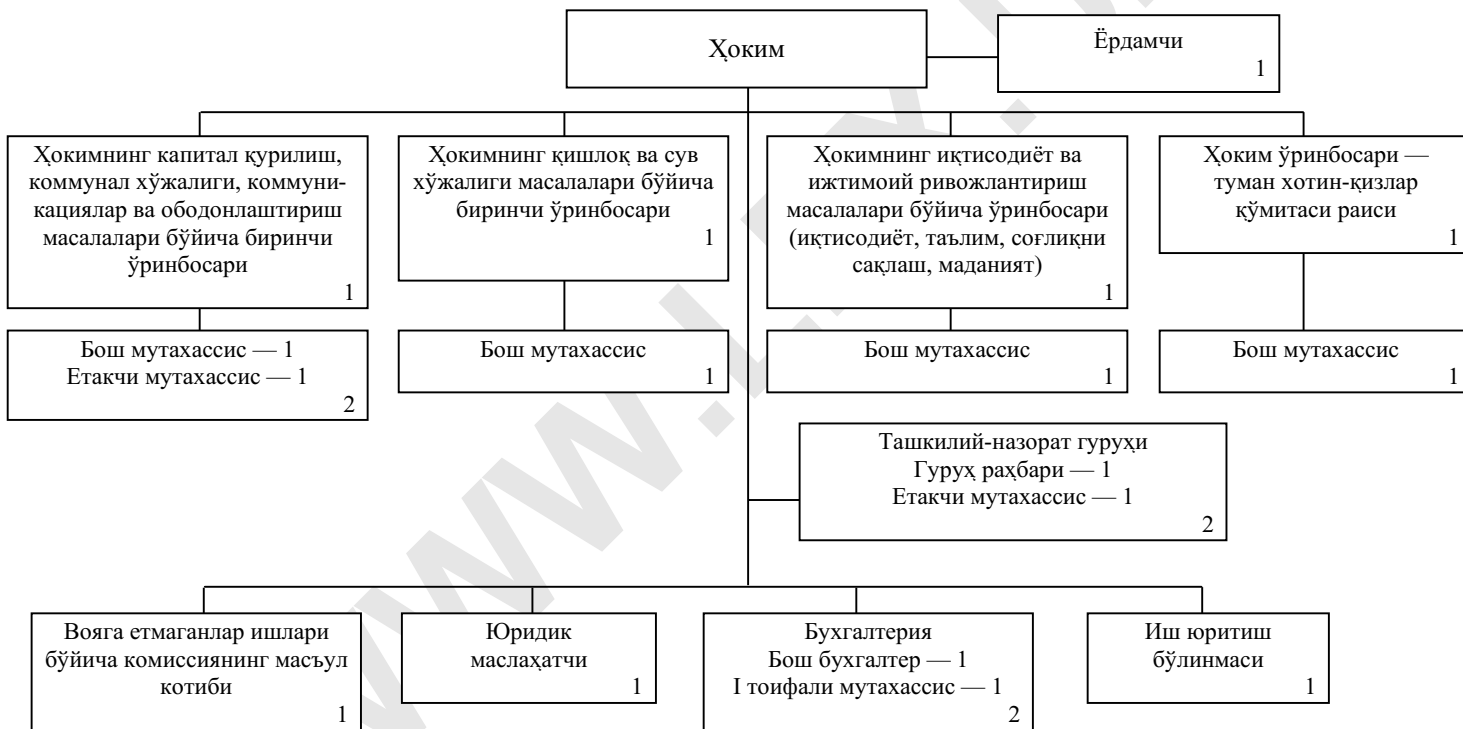 Ҳоким
Ёрдамчи
1
Ҳокимнинг капитал қурилиш,
коммунал хўжалиги, коммуни-
кациялар ва ободонлаштириш
масалалари бўйича биринчи
ўринбосари
1
Ҳокимнинг қишлоқ ва сув
хўжалиги масалалари бўйича
биринчи ўринбосари
1
Ҳокимнинг иқтисодиёт ва
ижтимоий ривожлантириш
масалалари бўйича ўринбосари
(иқтисодиёт, таълим, соғлиқни
сақлаш, маданият)
1
Ҳоким ўринбосари —
туман хотин-қизлар
қўмитаси раиси
1
Бош мутахассис — 1
Етакчи мутахассис — 1
2
Бош мутахассис
1
Бош мутахассис
1
Бош мутахассис
1
Ташкилий-назорат гуруҳи
Гуруҳ раҳбари — 1
Етакчи мутахассис — 1
2
Вояга етмаганлар ишлари
бўйича комиссиянинг масъул
котиби
1
Юридик
маслаҳатчи
1
Бухгалтерия
Бош бухгалтер — 1
I тоифали мутахассис — 1
2
Иш юритиш
бўлинмаси
1